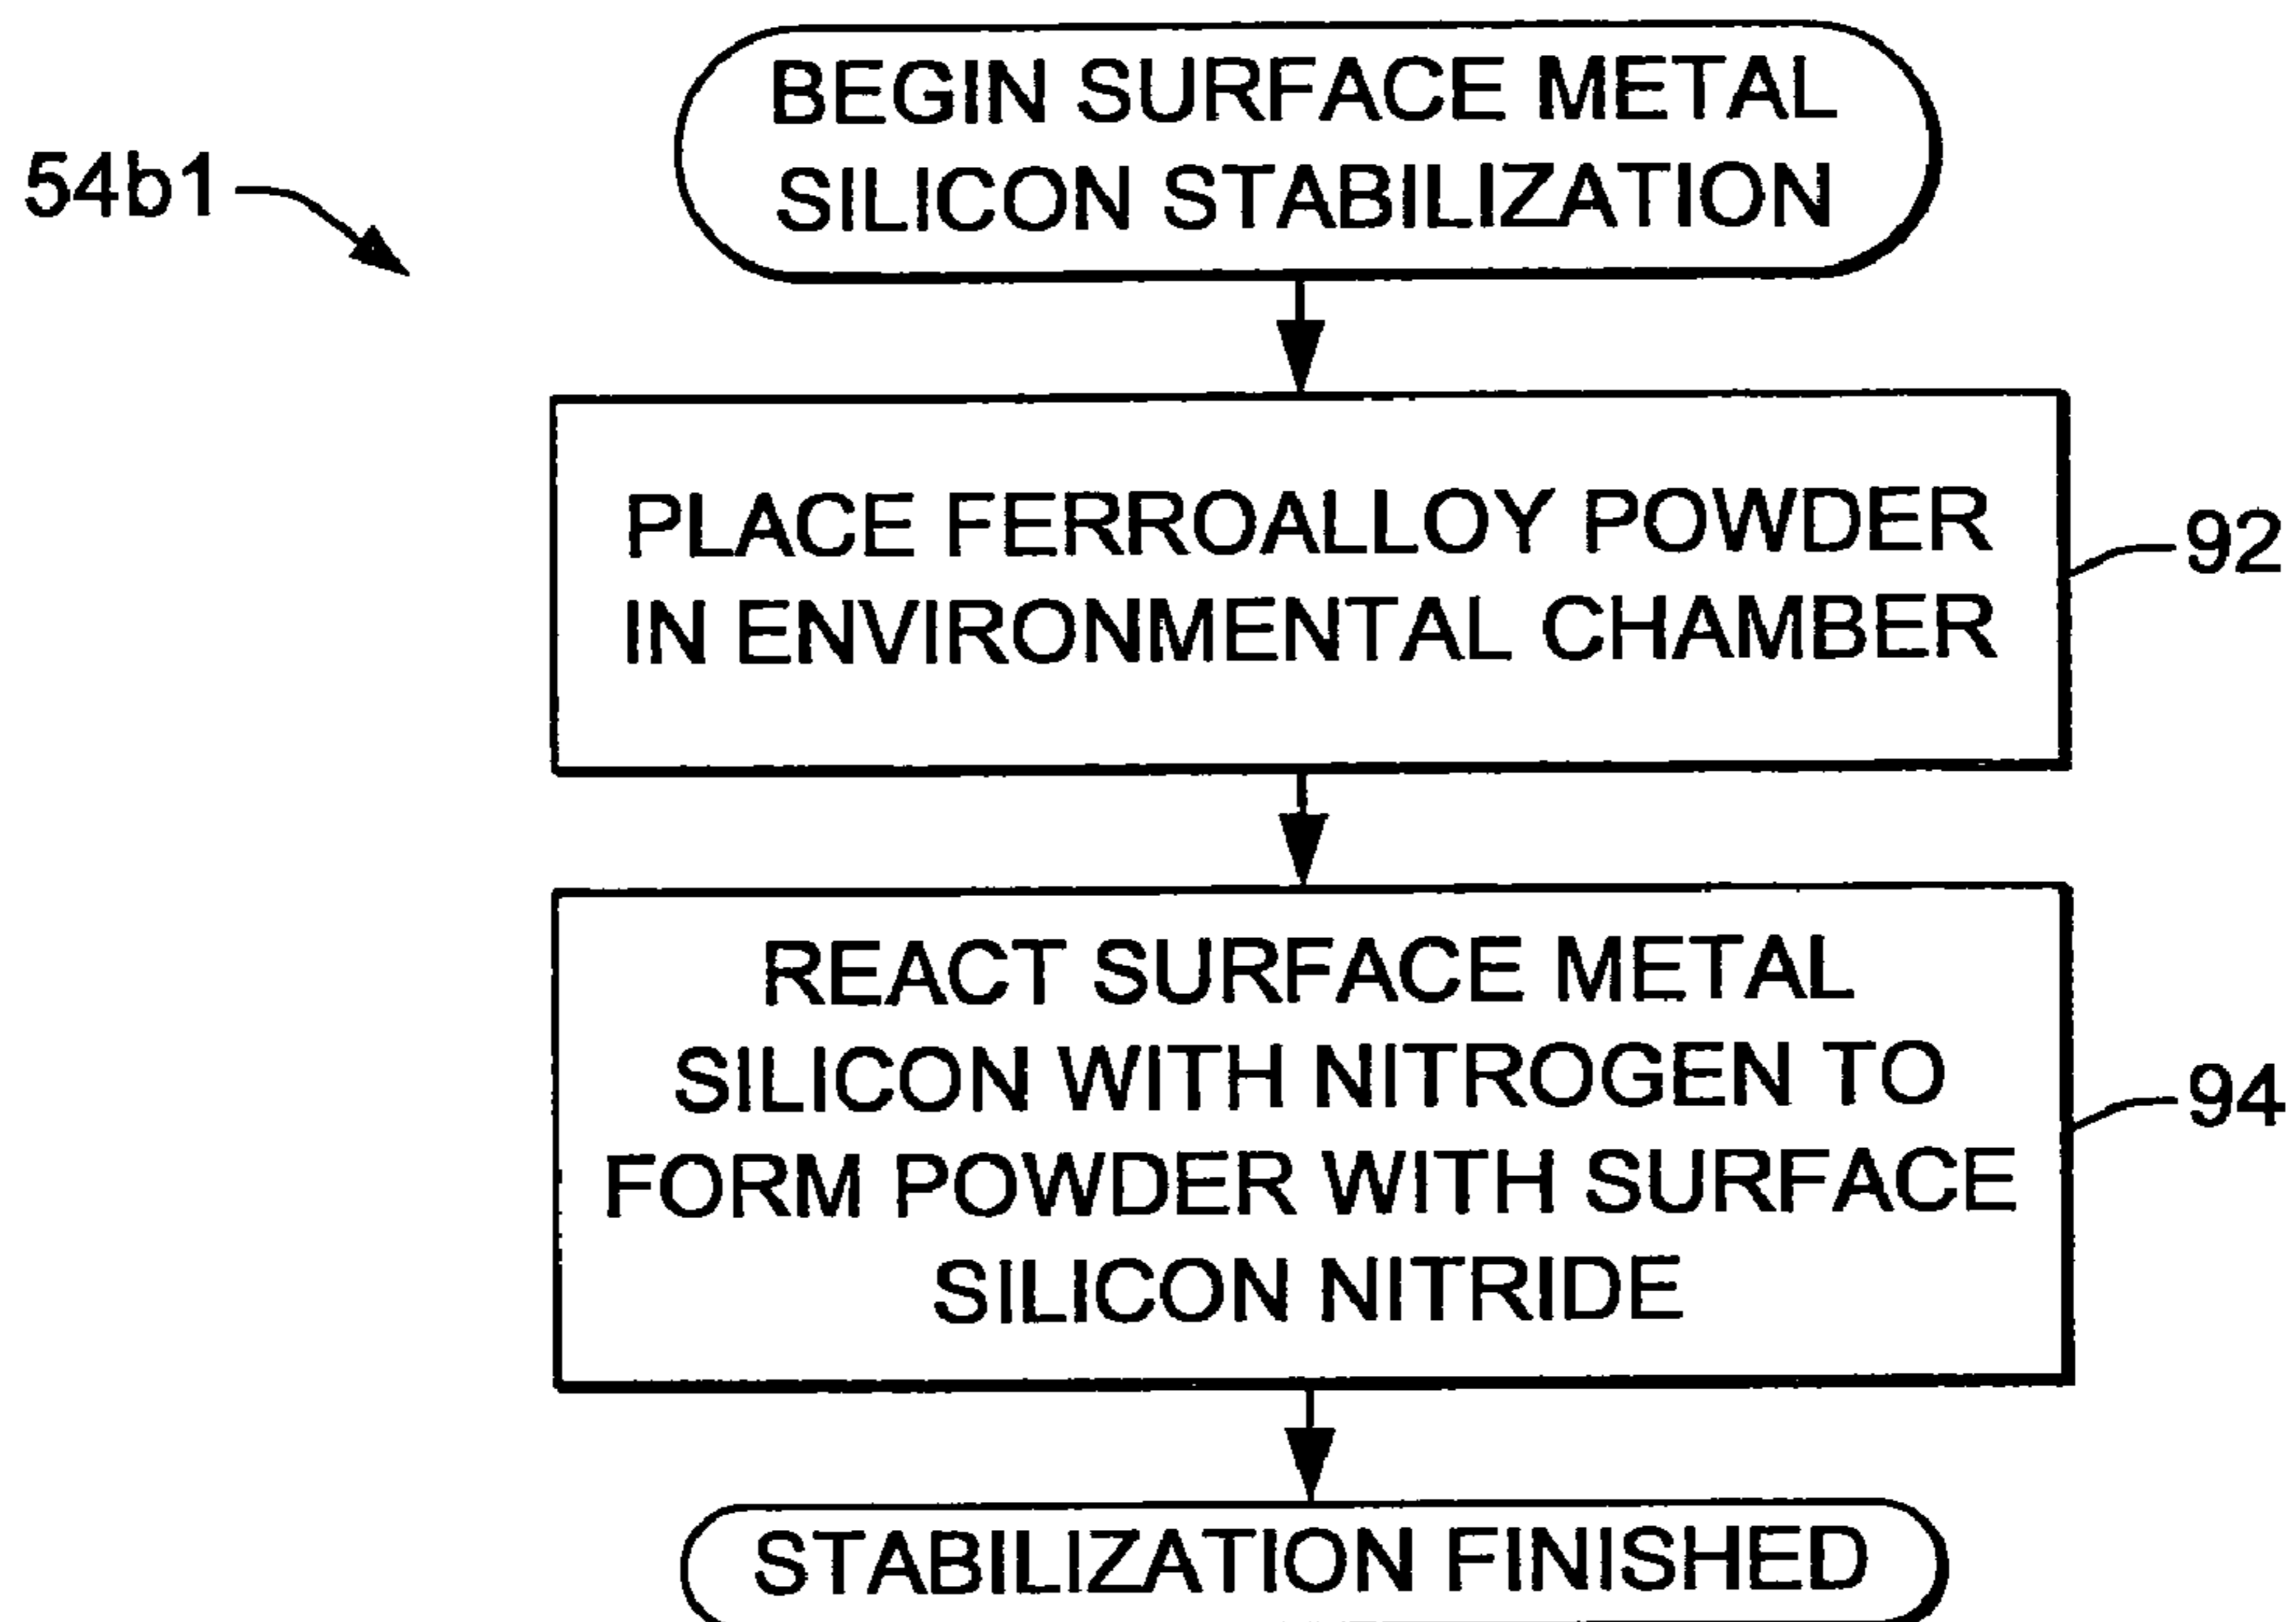 BEGIN SURFACE METAL
SILICON STABILIZATION
54b1
PLACE FERROALLOY POWDER
IN ENVIRONMENTAL CHAMBER
92
REACT SURFACE METAL
SILICON WITH NITROGEN TO
FORM POWDER WITH SURFACE
SILICON NITRIDE
94
STABILIZATION FINISHED